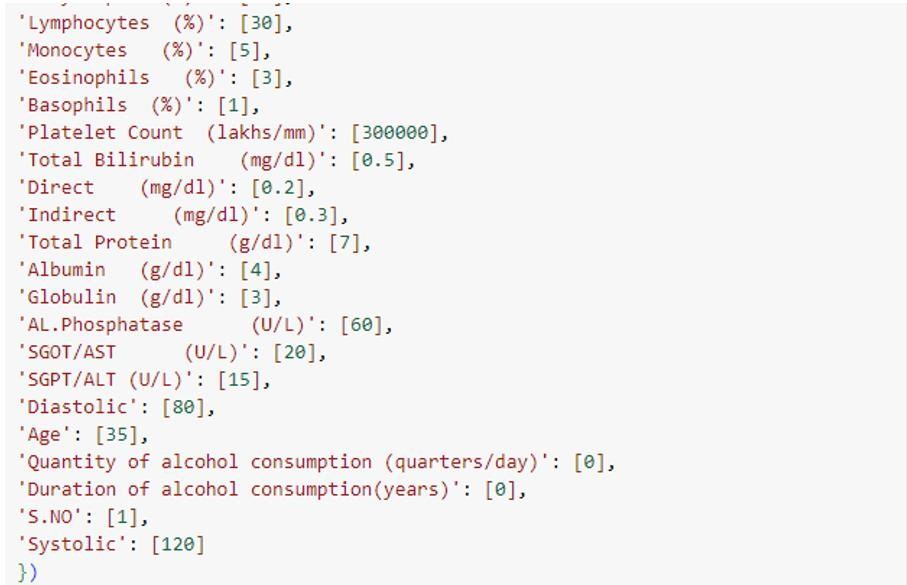 'Lymphocytes  (%)': [30],
'Monocytes   (%)': [5],
'Eosinophils   (%)': [3],
'Basophils  (%)': [1],
'Platelet Count  (lakhs/mm)': [300000],
'Total Bilirubin    (mg/dl)': [0.5],
'Direct    (mg/dl)': [0.2],
'Indirect     (mg/dl)': [0.3],
'Total Protein     (g/dl)': [7],
'Albumin   (g/dl)': [4],
'Globulin  (g/dl)': [3],
'AL.Phosphatase      (U/L)': [60],
'SGOT/AST      (U/L)': [20],
'SGPT/ALT (U/L)': [15],
'Diastolic': [80],
'Age': [35],
'Quantity of alcohol consumption (quarters/day)': [0],
'Duration of alcohol consumption(years)': [0],
'S.NO': [1],
'Systolic': [120]
})